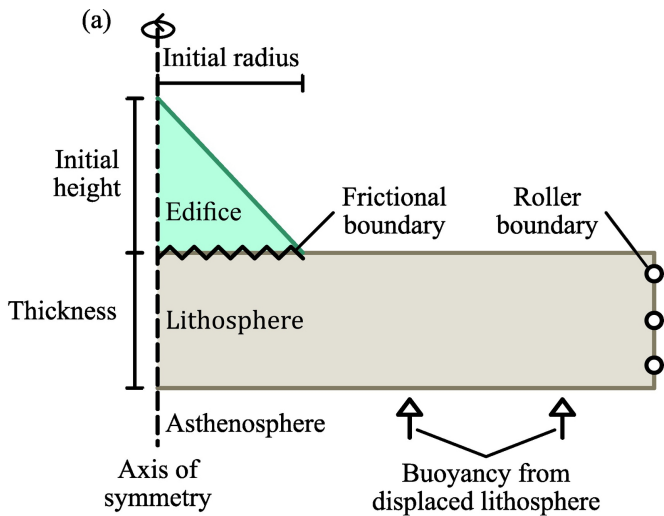 (a)
Initial radius
Initial
height
Edifice
Frictional
boundary
Roller
boundary
Thickness
Lithosphere
Asthenosphere
Axis of
symmetry
Buoyancy from
displaced lithosphere